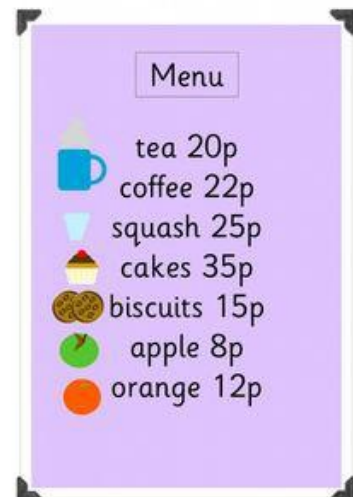 Menu
tea 20p
coffee 22p
squash 25p
cakes 35p
biscuits 15p
apple 8p
orange 12p